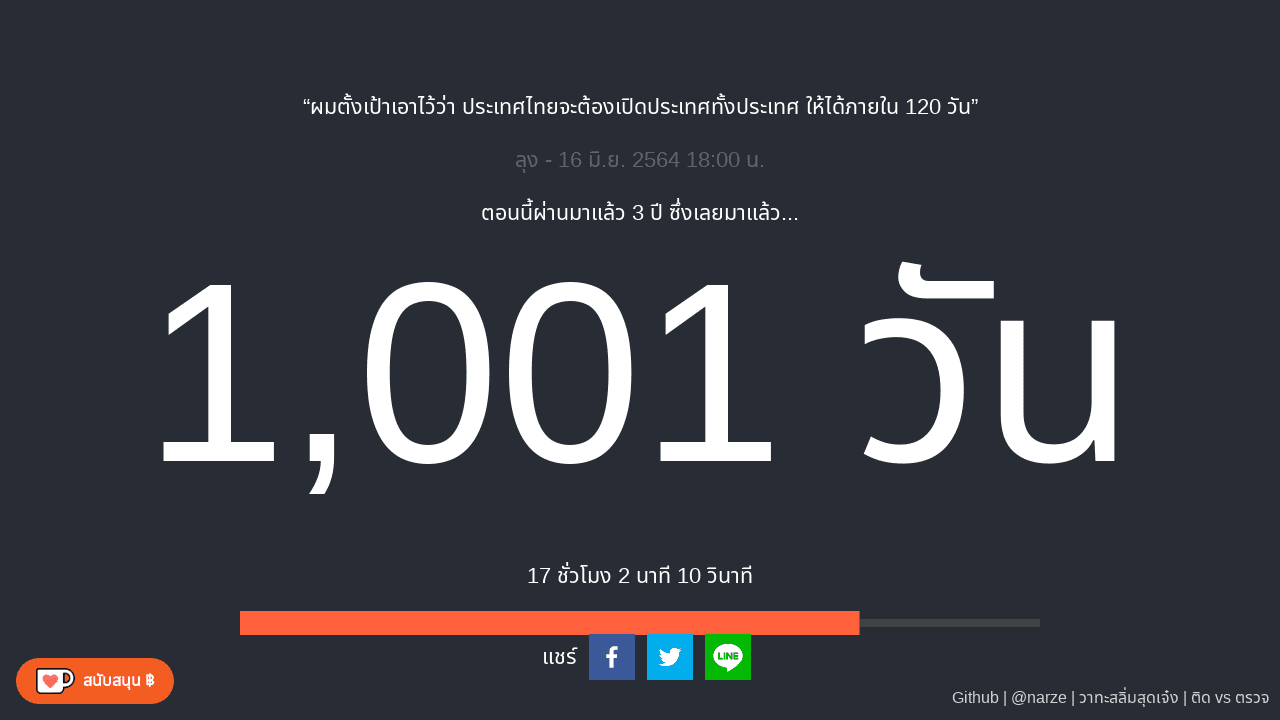 “ผมตั้งเป้าเอาไว้ว่า ประเทศไทยจะต้องเปิดประเทศทั้งประเทศ ให้ได้ภายใน 120 วัน”
ลุง - 16 มิ.ย. 2564 18:00 น.
ตอนนี้ผ่านมาแล้ว 3 ปี ซึ่งเลยมาแล้ว...
1,001 วัน
17 ชั่วโมง 2 นาที 10 วินาที
แชร์
LINE
สนับสนุน ฿
Github | @narze | วาทะสลิ่มสุดเจ๋ง | ติด vs ตรวจ